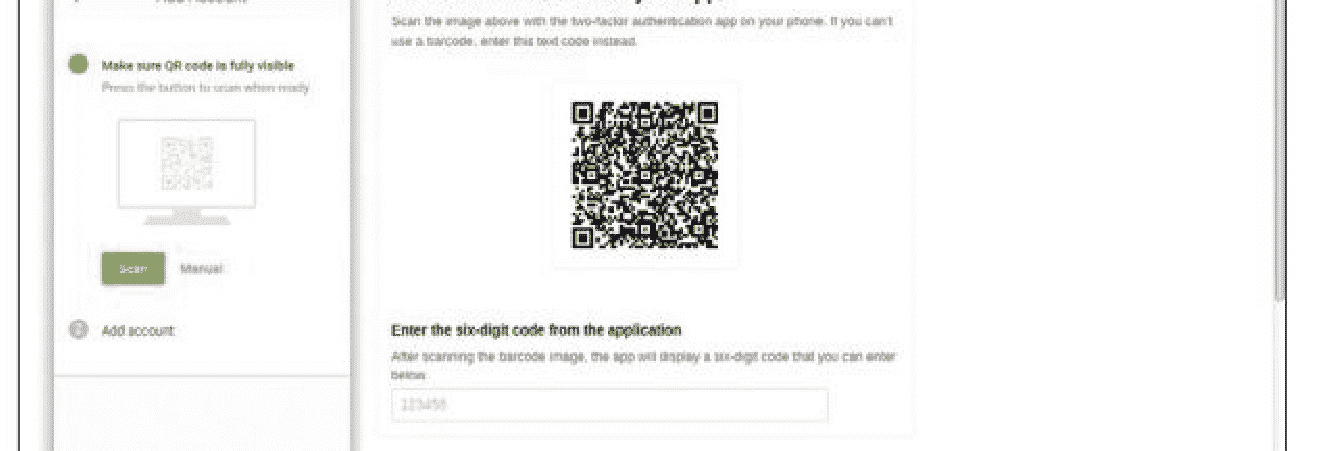 Add Account
Make sure QR code is fully visible
Press the button to scan when ready
Scan
Manual
Add account
Scan the image above with the two-factor authentication app on your phone. If you can't
use a barcode, enter this text code instead.
Enter the six-digit code from the application
After scanning the barcode image, the app will display a six-digit code that you can enter
below.
123456